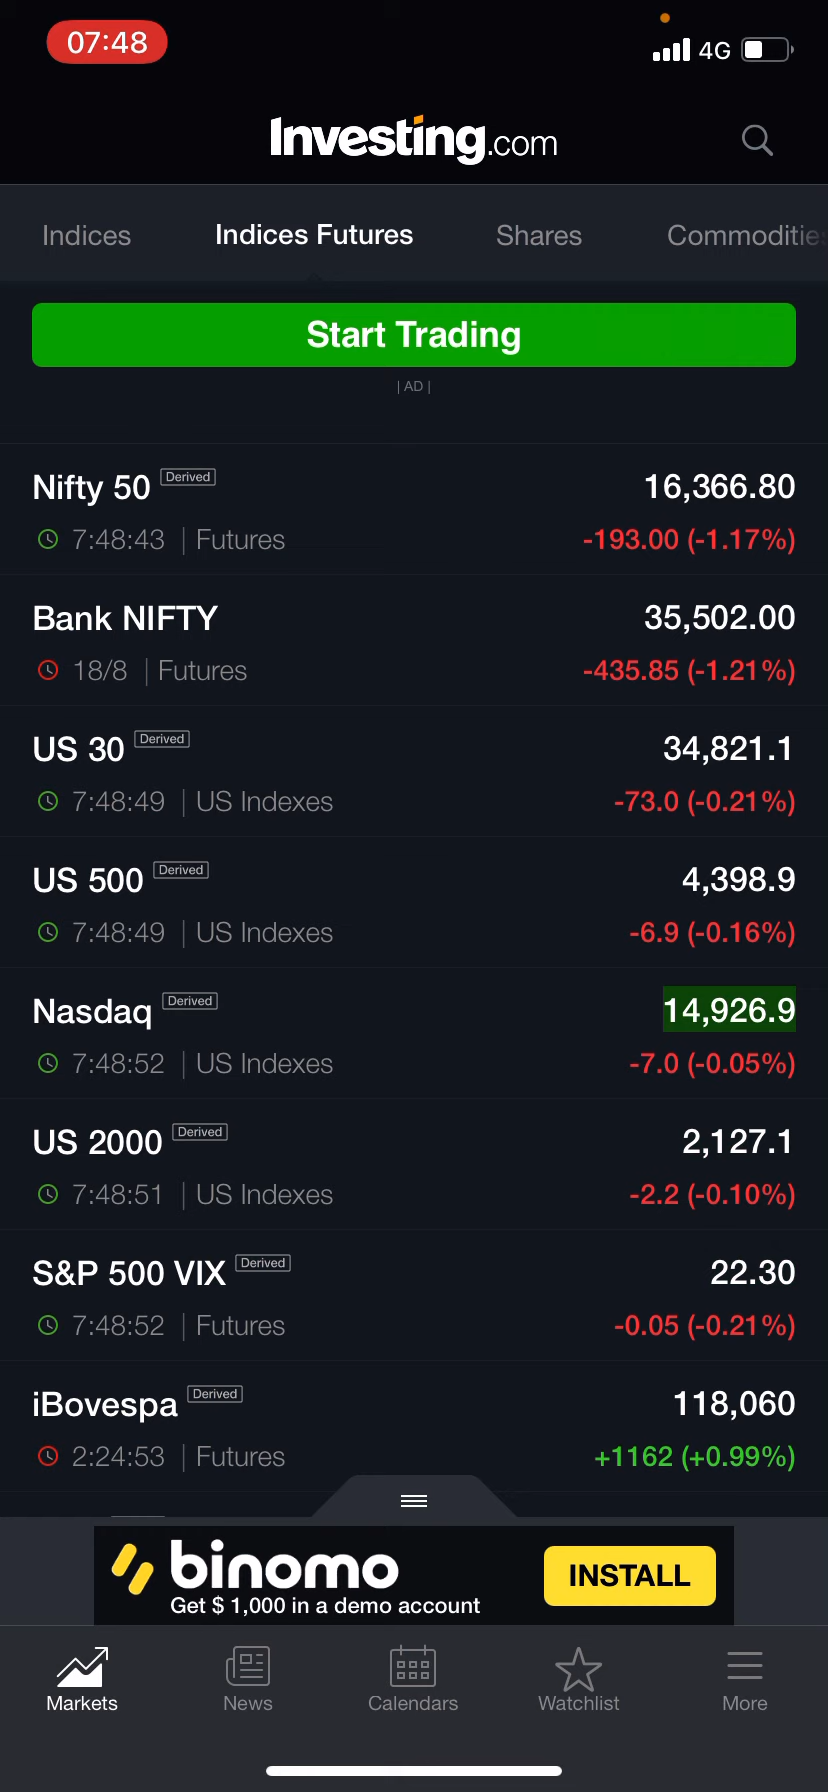 07:48
4G
Investing.com
Indices Indices Futures Shares Commodities
Start Trading
| AD |
Nifty 50 Derived 16,366.80
7:48:43 | Futures -193.00 (-1.17%)
Bank NIFTY 35,502.00
18/8 | Futures -435.85 (-1.21%)
US 30 Derived 34,821.1
7:48:49 | US Indexes -73.0 (-0.21%)
US 500 Derived 4,398.9
7:48:49 | US Indexes -6.9 (-0.16%)
Nasdaq Derived 14,926.9
7:48:52 | US Indexes -7.0 (-0.05%)
US 2000 Derived 2,127.1
7:48:51 | US Indexes -2.2 (-0.10%)
S&P 500 VIX Derived 22.30
7:48:52 | Futures -0.05 (-0.21%)
iBovespa Derived 118,060
2:24:53 | Futures +1162 (+0.99%)
binomo
Get $ 1,000 in a demo account
INSTALL
Markets News Calendars Watchlist More